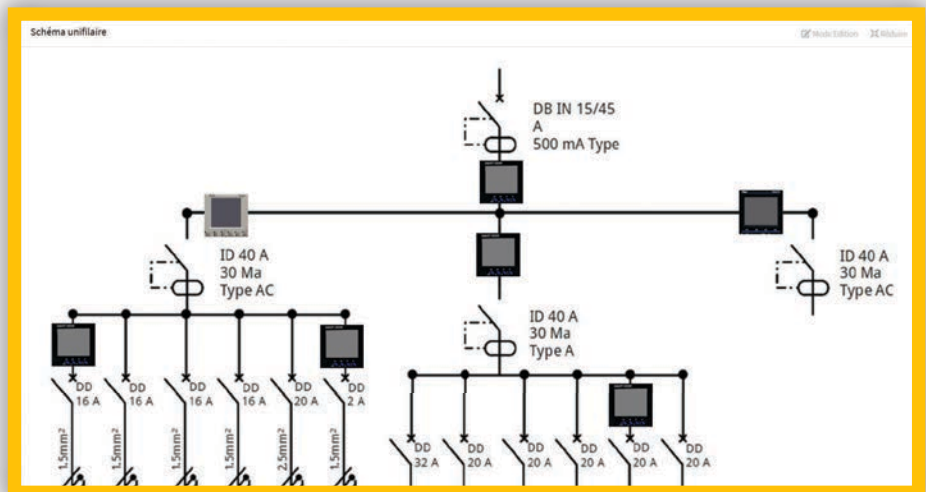 Schéma unifilaire
Mode Edition
Réduire
DB IN 15/45
A
500 mA Type
ID 40 A
30 Ma
Type AC
ID 40 A
30 Ma
Type AC
ID 40 A
30 Ma
Type A
DD
16 A
DD
16 A
DD
16 A
DD
16 A
DD
20 A
DD
2 A
1.5mm²
1.5mm²
1.5mm²
1.5mm²
2.5mm²
1.5mm²
DD
32 A
DD
20 A
DD
20 A
DD
20 A
DD
20 A
DD
20 A